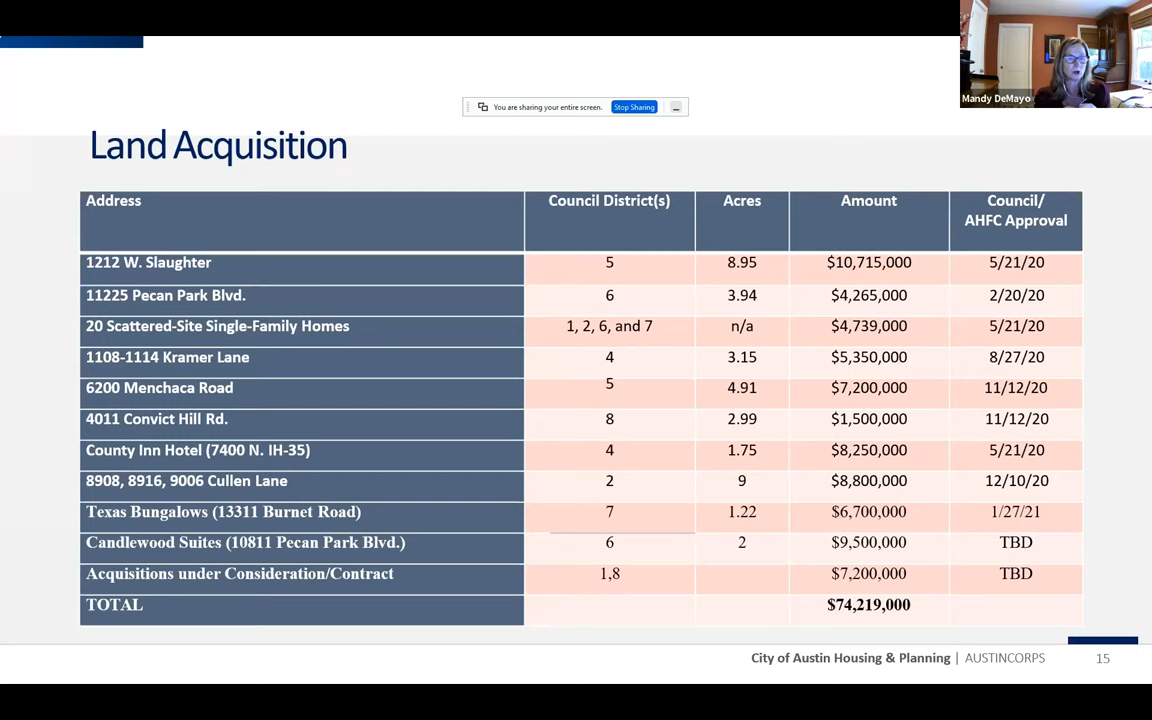 Mandy DeMayo
You are sharing your entire screen. Stop Sharing
Land Acquisition
Address Council District(s) Acres Amount Council/
AHFC Approval
1212 W. Slaughter 5 8.95 $10,715,000 5/21/20
11225 Pecan Park Blvd. 6 3.94 $4,265,000 2/20/20
20 Scattered-Site Single-Family Homes 1, 2, 6, and 7 n/a $4,739,000 5/21/20
1108-1114 Kramer Lane 4 3.15 $5,350,000 8/27/20
6200 Menchaca Road 5 4.91 $7,200,000 11/12/20
4011 Convict Hill Rd. 8 2.99 $1,500,000 11/12/20
County Inn Hotel (7400 N. IH-35) 4 1.75 $8,250,000 5/21/20
8908, 8916, 9006 Cullen Lane 2 9 $8,800,000 12/10/20
Texas Bungalows (13311 Burnet Road) 7 1.22 $6,700,000 1/27/21
Candlewood Suites (10811 Pecan Park Blvd.) 6 2 $9,500,000 TBD
Acquisitions under Consideration/Contract 1,8 $7,200,000 TBD
TOTAL $74,219,000
City of Austin Housing & Planning | AUSTINCORPS 15